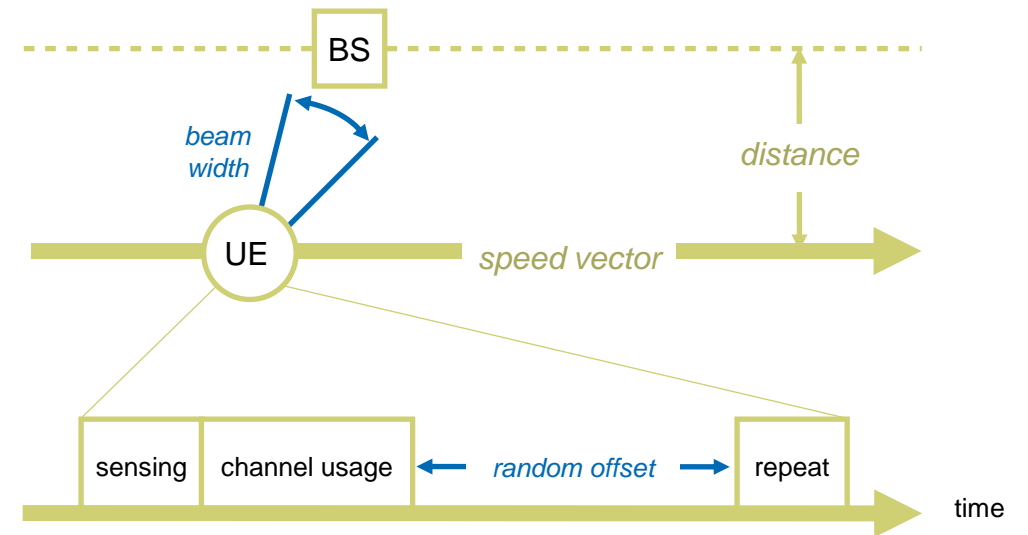 BS
beam
width
distance
UE
speed vector
sensing
channel usage
random offset
repeat
time